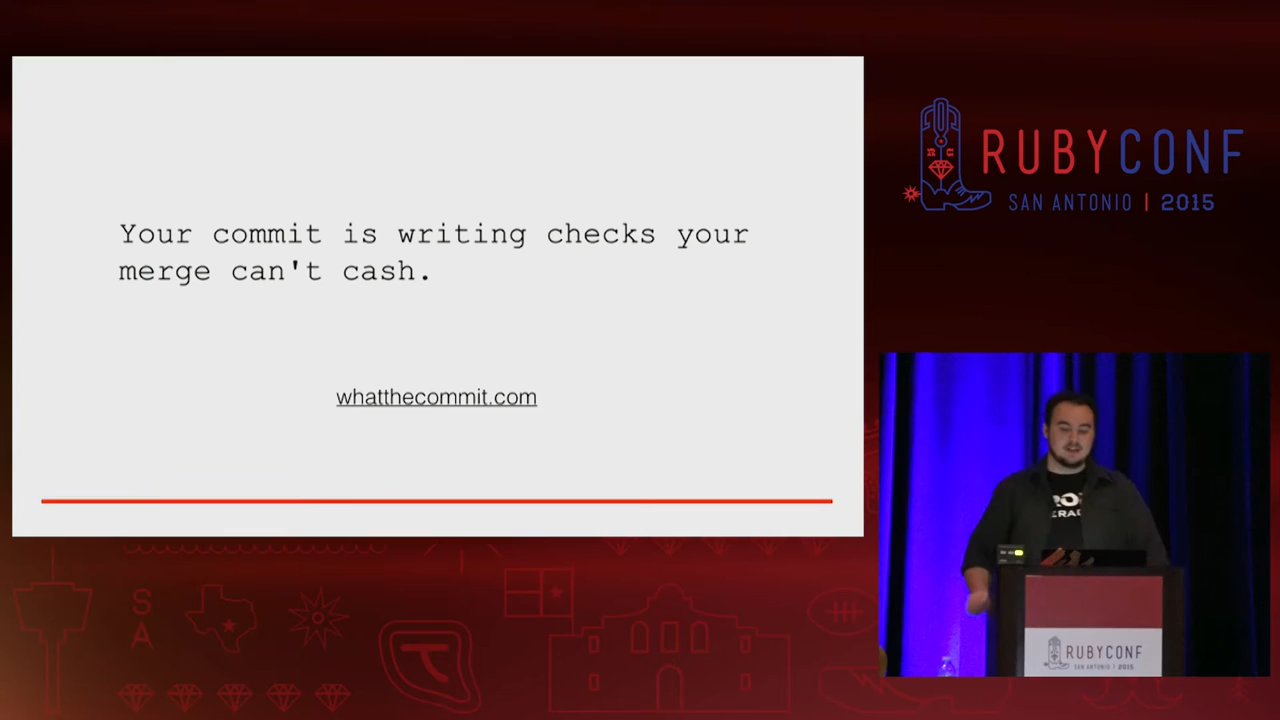 Your commit is writing checks your
merge can't cash.
whatthecommit.com
RUBYCONF
SAN ANTONIO | 2015
S
A
RUBYCONF
SAN ANTONIO | 2015